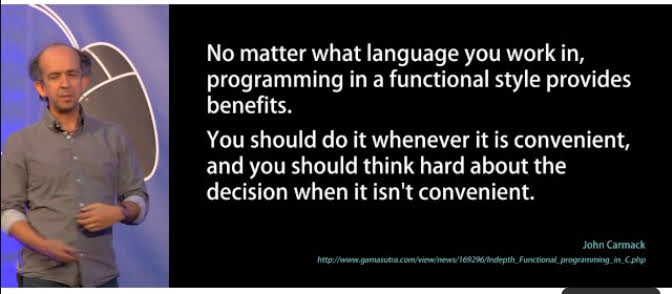 No matter what language you work in,
programming in a functional style provides
benefits.
You should do it whenever it is convenient,
and you should think hard about the
decision when it isn't convenient.
John Carmack
http://www.gamasutra.com/view/news/169296/Indepth_Functional_programming_in_C.php